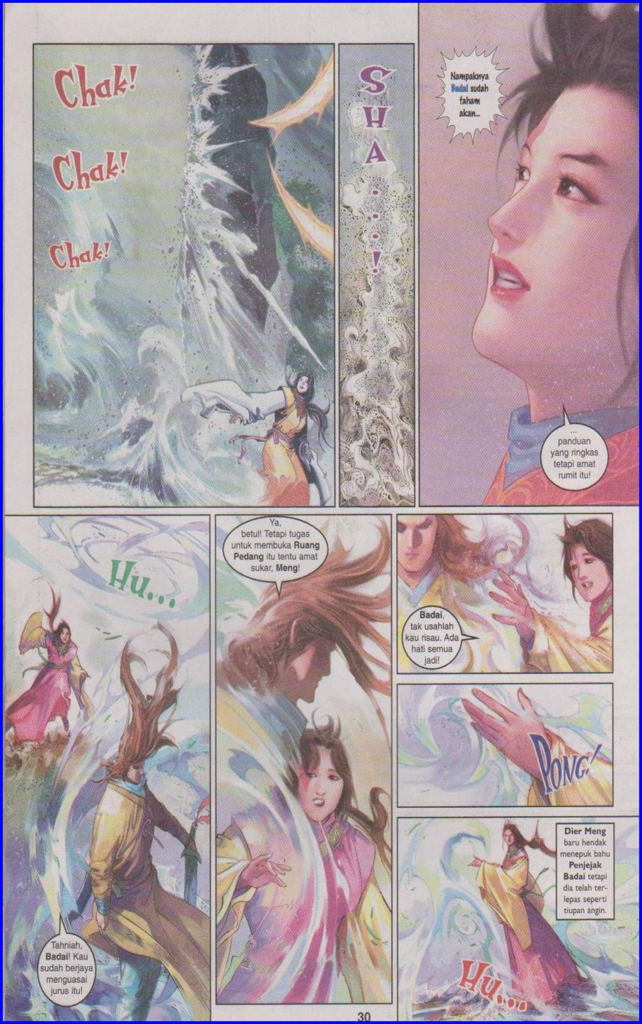 Chak!
Chak!
Chak!
SHA...!
Nampaknya
Badai sudah
faham
akan...
...
panduan
yang ringkas
tetapi amat
rumit itu!
Hu...
Tahniah,
Badai! Kau
sudah berjaya
menguasai
jurus itu!
Ya,
betul! Tetapi tugas
untuk membuka Ruang
Pedang itu tentu amat
sukar, Meng!
Badai,
tak usahlah
kau risau. Ada
hati semua
jadi!
PONG!
Dier Meng
baru hendak
menepuk bahu
Penjejak
Badai tetapi
dia telah ter-
lepas seperti
tiupan angin.
Hu...
30